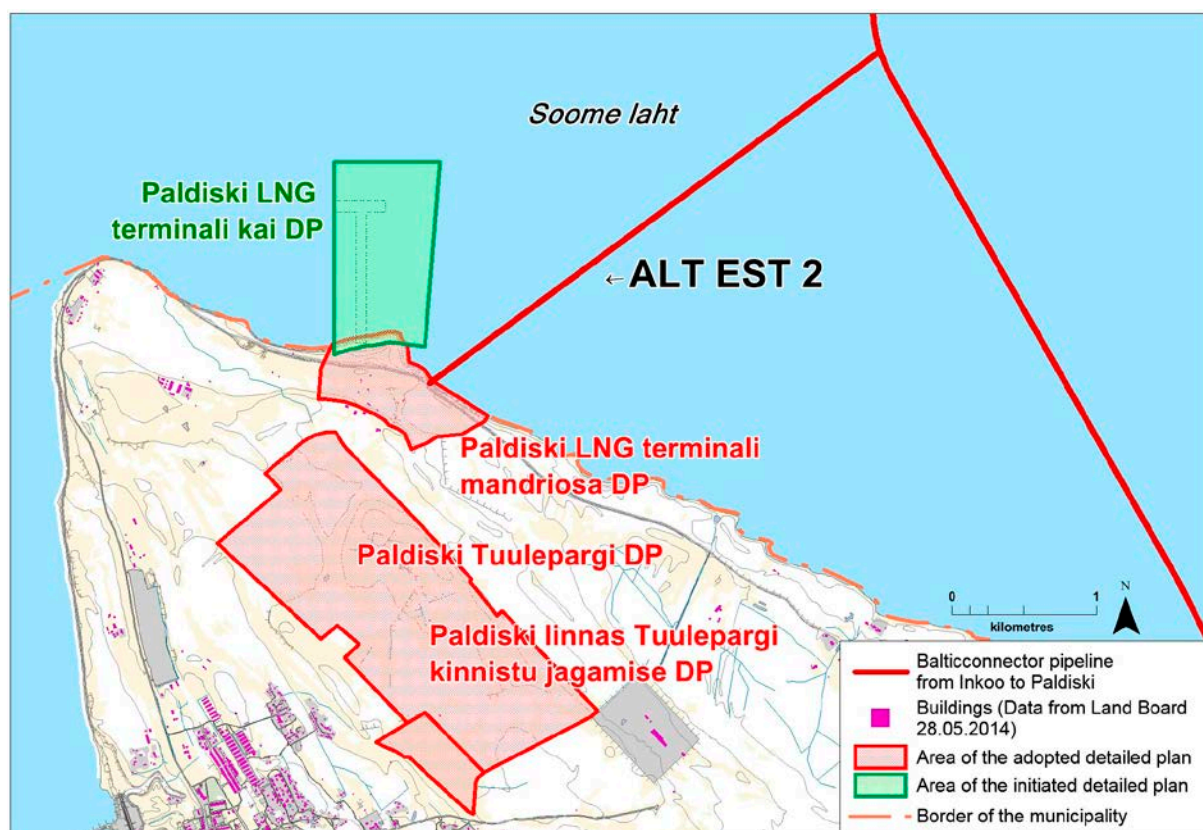 Soome laht
Paldiski LNG
terminali kai DP
←ALT EST 2
Paldiski LNG terminali
mandriosa DP
Paldiski Tuulepargi DP
Paldiski linnas Tuulepargi
kinnistu jagamise DP
N
0 1
kilometres
Balticconnector pipeline
from Inkoo to Paldiski
Buildings (Data from Land Board
28.05.2014)
Area of the adopted detailed plan
Area of the initiated detailed plan
Border of the municipality